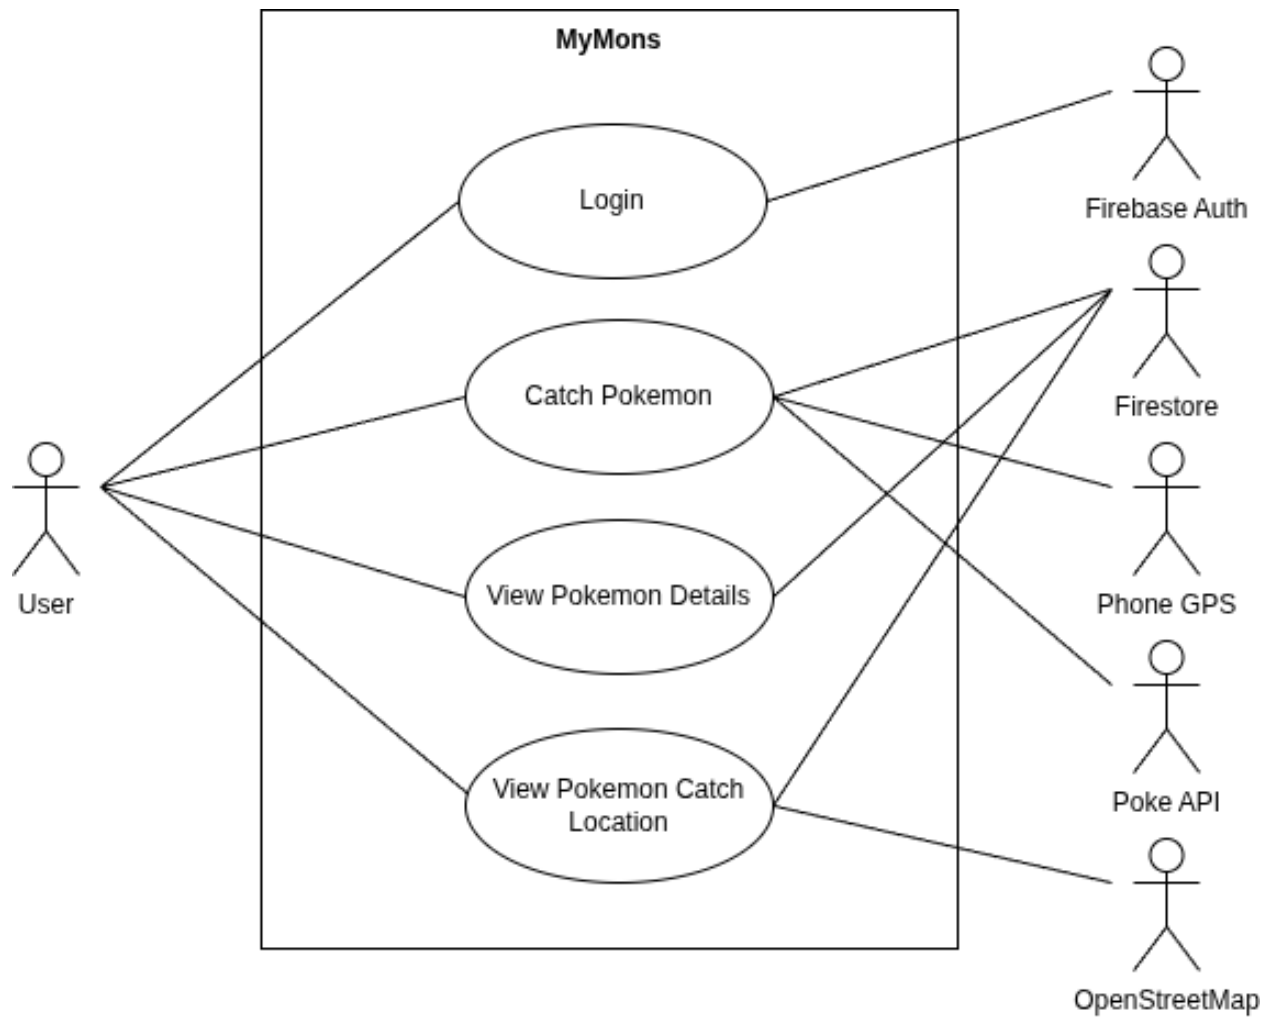 MyMons
Login
Catch Pokemon
View Pokemon Details
View Pokemon Catch
Location
User
Firebase Auth
Firestore
Phone GPS
Poke API
OpenStreetMap